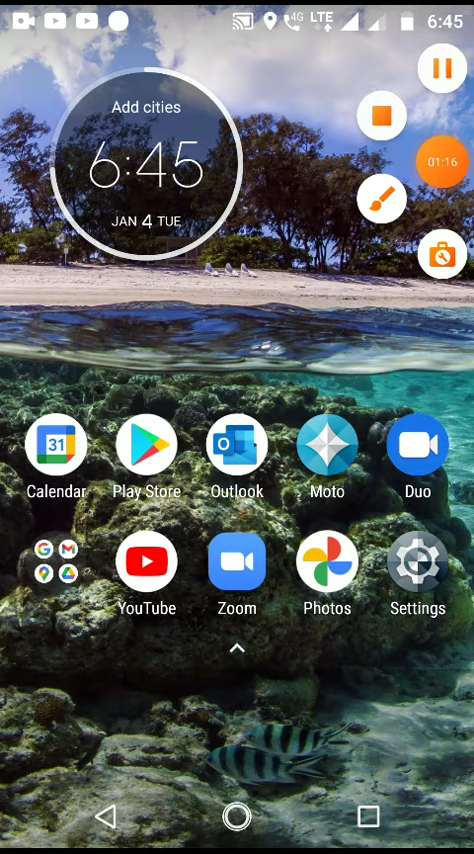 4G LTE 6:45
Add cities
6:45
JAN 4 TUE
01:16
31
Calendar Play Store Outlook Moto Duo
YouTube Zoom Photos Settings